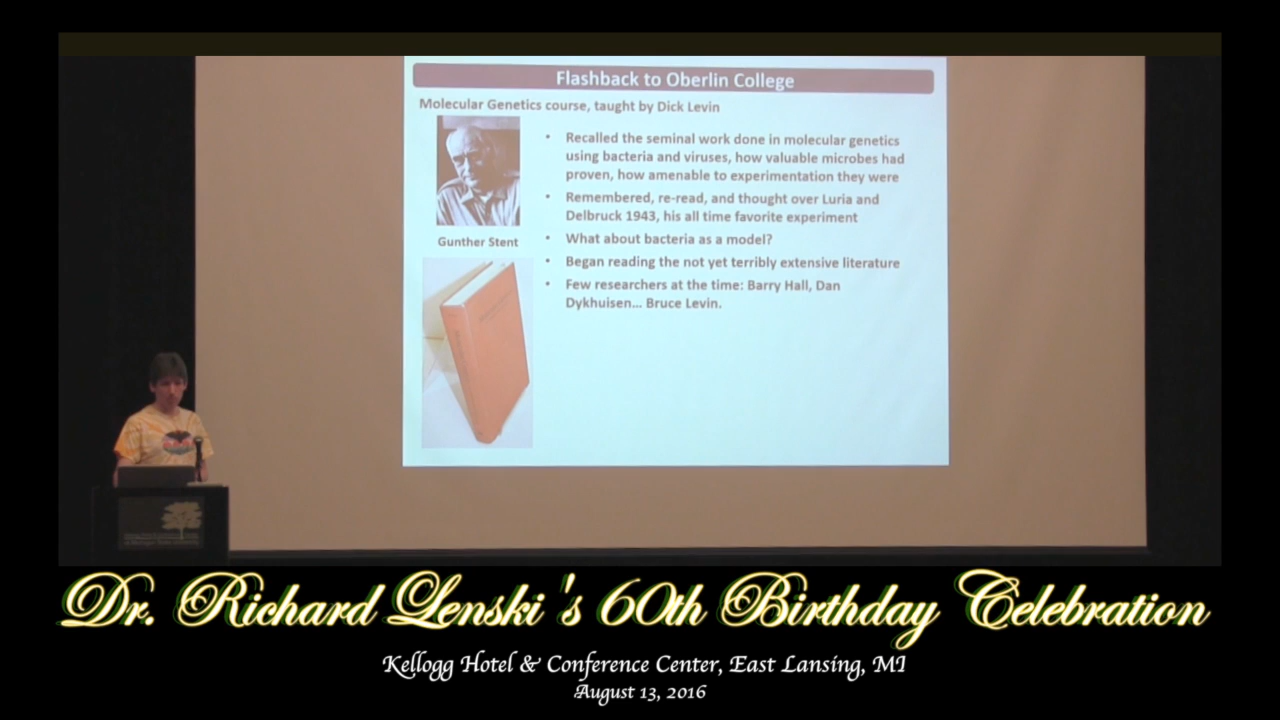 Flashback to Oberlin College
Molecular Genetics course, taught by Dick Levin
• Recalled the seminal work done in molecular genetics
using bacteria and viruses, how valuable microbes had
proven, how amenable to experimentation they were
• Remembered, re-read, and thought over Luria and
Delbruck 1943, his all time favorite experiment
Gunther Stent
• What about bacteria as a model?
• Began reading the not yet terribly extensive literature
• Few researchers at the time: Barry Hall, Dan
Dykhuisen... Bruce Levin.
Dr. Richard Lenski's 60th Birthday Celebration
Kellogg Hotel & Conference Center, East Lansing, MI
August 13, 2016